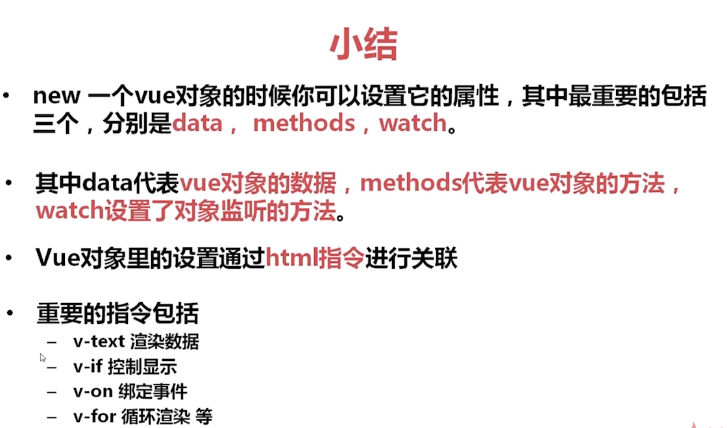 小结
• new 一个vue对象的时候你可以设置它的属性，其中最重要的包括
三个，分别是data， methods，watch。
• 其中data代表vue对象的数据，methods代表vue对象的方法，
watch设置了对象监听的方法。
• Vue对象里的设置通过html指令进行关联
• 重要的指令包括
– v-text 渲染数据
– v-if 控制显示
– v-on 绑定事件
– v-for 循环渲染 等